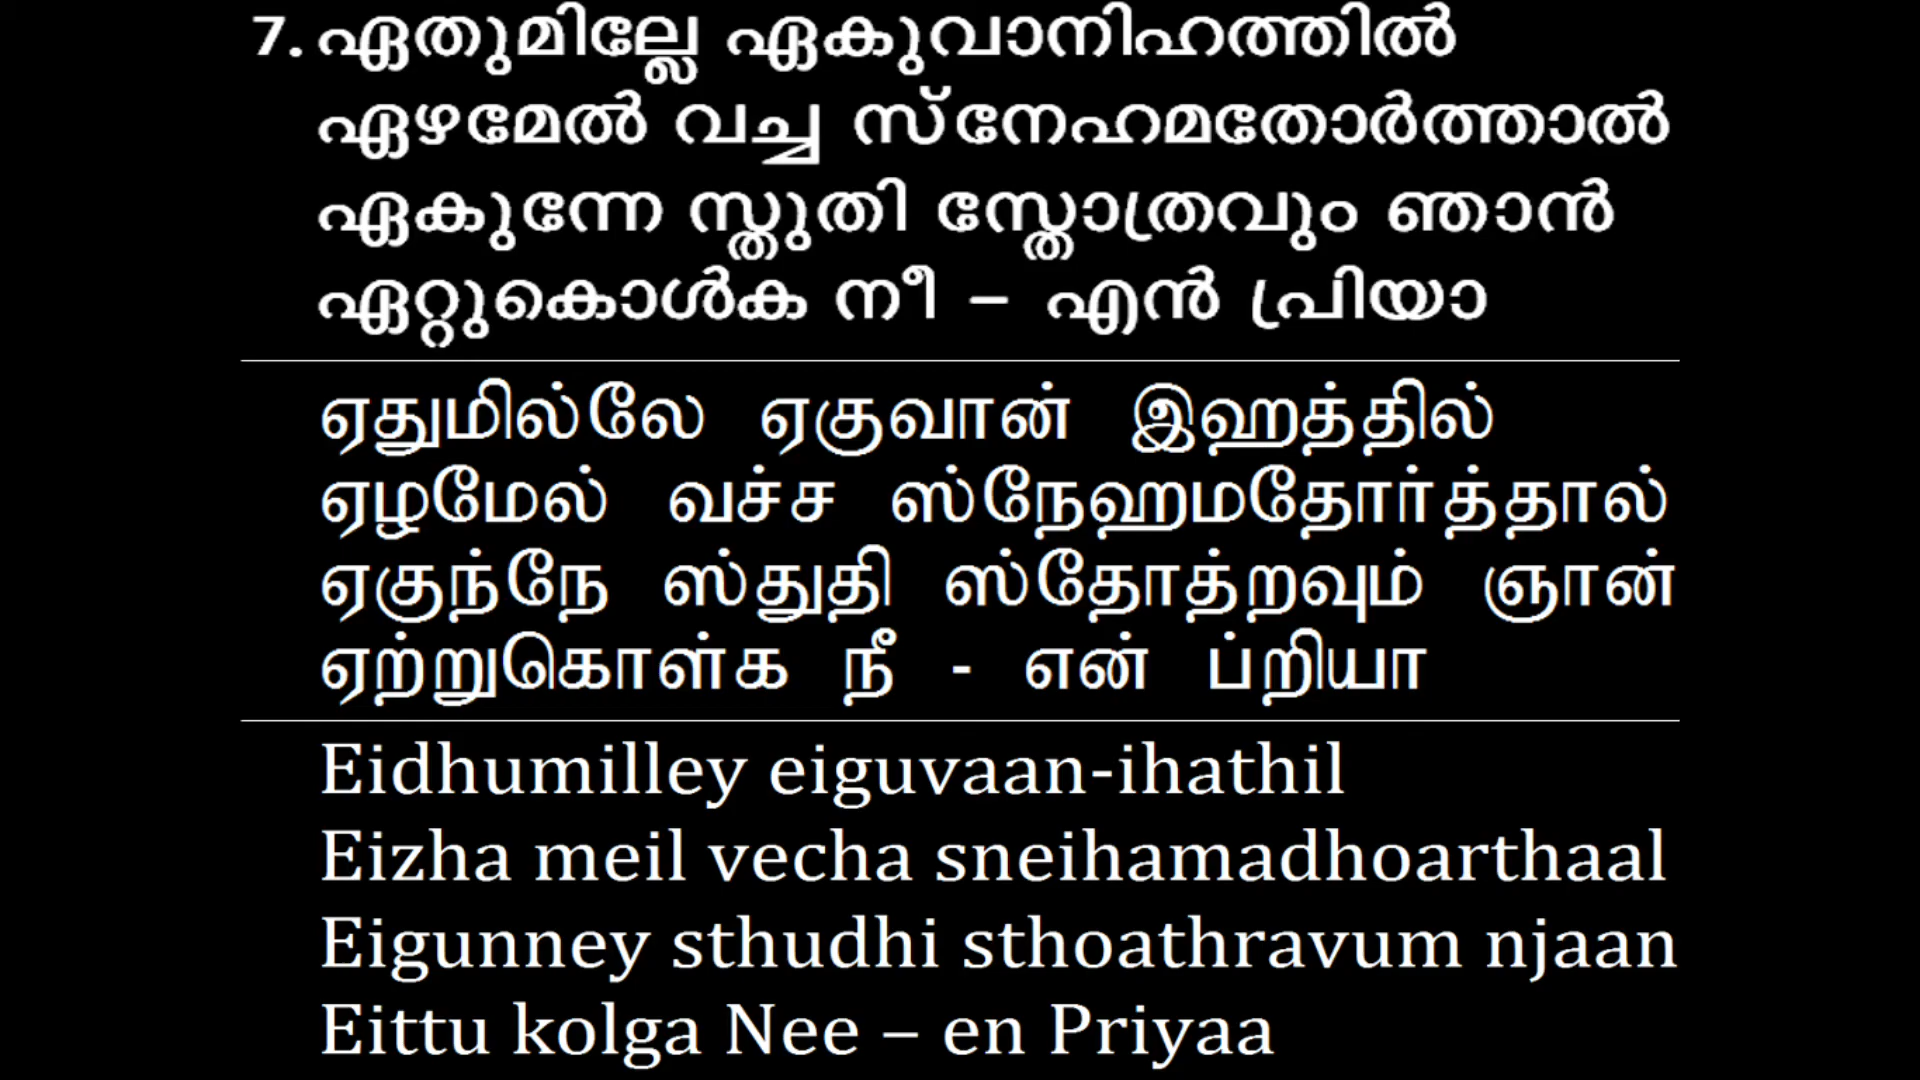 7. ഏതുമില്ലേ ഏകുവാനിഹത്തിൽ
ഏഴമേൽ വച്ച സ്നേഹമതോർത്താൽ
ഏകുന്നേ സ്തുതി സ്തോത്രവും ഞാൻ
ഏറ്റുകൊൾക നീ – എൻ പ്രിയാ
ஏதுமில்லே ஏகுவான் இஹத்தில்
ஏழமேல் வச்ச ஸ்நேஹமதோர்த்தால்
ஏகுந்நே ஸ்துதி ஸ்தோத்றவும் ஞான்
ஏற்றுகொள்க நீ - என் ப்றியா
Eidhumilley eiguvaan-ihathil
Eizha meil vecha sneihamadhoarthaal
Eigunney sthudhi sthoathravum njaan
Eittu kolga Nee – en Priyaa